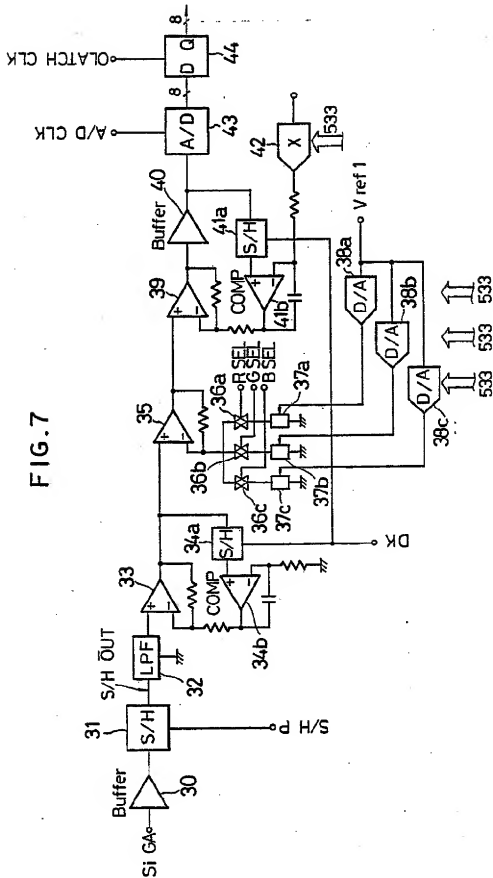 FIG.7
Si GA
Buffer
30
31
S/H
S/H P
S/H OUT
LPF
32
33
34a
S/H
COMP
34b
DK
35
36a
36b
36c
R SEL
G SEL
B SEL
37a
37b
37c
38a
D/A
38b
D/A
38c
D/A
V ref 1
533
533
533
39
Buffer
40
41a
S/H
COMP
41b
42
X
533
A/D CLK
A/D
43
8
OLATCH CLK
D Q
44
8